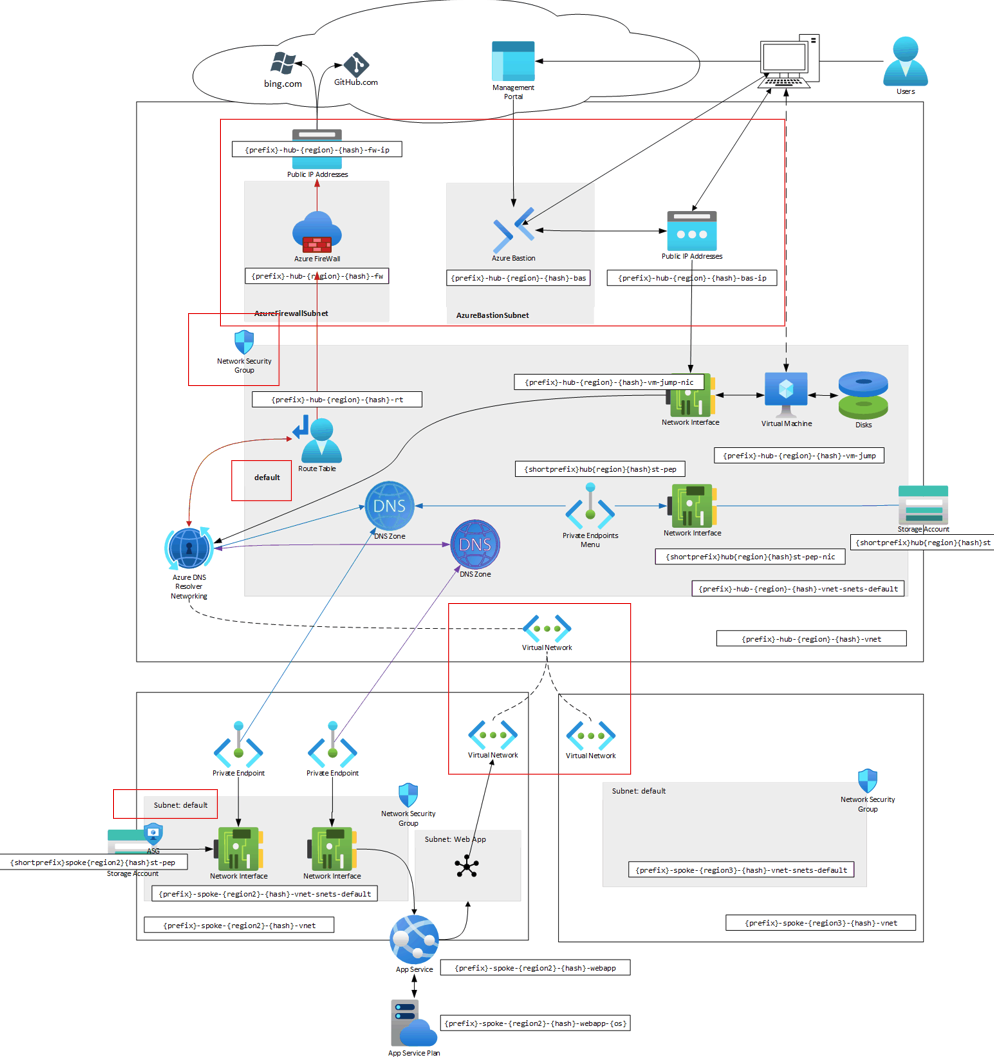 bing.com
GitHub.com
Management
Portal
Users
{prefix}-hub-{region}-{hash}-fw-ip
Public IP Addresses
Azure FireWall
{prefix}-hub-{region}-{hash}-fw
AzureFirewallSubnet
Azure Bastion
{prefix}-hub-{region}-{hash}-bas
AzureBastionSubnet
Public IP Addresses
{prefix}-hub-{region}-{hash}-bas-ip
Network Security
Group
{prefix}-hub-{region}-{hash}-rt
Route Table
default
{prefix}-hub-{region}-{hash}-vm-jump-nic
Network Interface
Virtual Machine
Disks
{prefix}-hub-{region}-{hash}-vm-jump
{shortprefix}hub{region}{hash}st-pep
DNS
DNS Zone
Private Endpoints
Menu
Network Interface
Storage Account
{shortprefix}hub{region}{hash}st
{shortprefix}hub{region}{hash}st-pep-nic
DNS
DNS Zone
Azure DNS
Resolver
Networking
{prefix}-hub-{region}-{hash}-vnet-snets-default
Virtual Network
{prefix}-hub-{region}-{hash}-vnet
Private Endpoint
Private Endpoint
Virtual Network
Virtual Network
Subnet: default
Network Security
Group
Subnet: Web App
ASG
{shortprefix}spoke{region2}{hash}st-pep
Storage Account
Network Interface
Network Interface
{prefix}-spoke-{region2}-{hash}-vnet-snets-default
{prefix}-spoke-{region2}-{hash}-vnet
Subnet: default
Network Security
Group
{prefix}-spoke-{region3}-{hash}-vnet-snets-default
{prefix}-spoke-{region3}-{hash}-vnet
App Service
{prefix}-spoke-{region2}-{hash}-webapp
{prefix}-spoke-{region2}-{hash}-webapp-{os}
App Service Plan